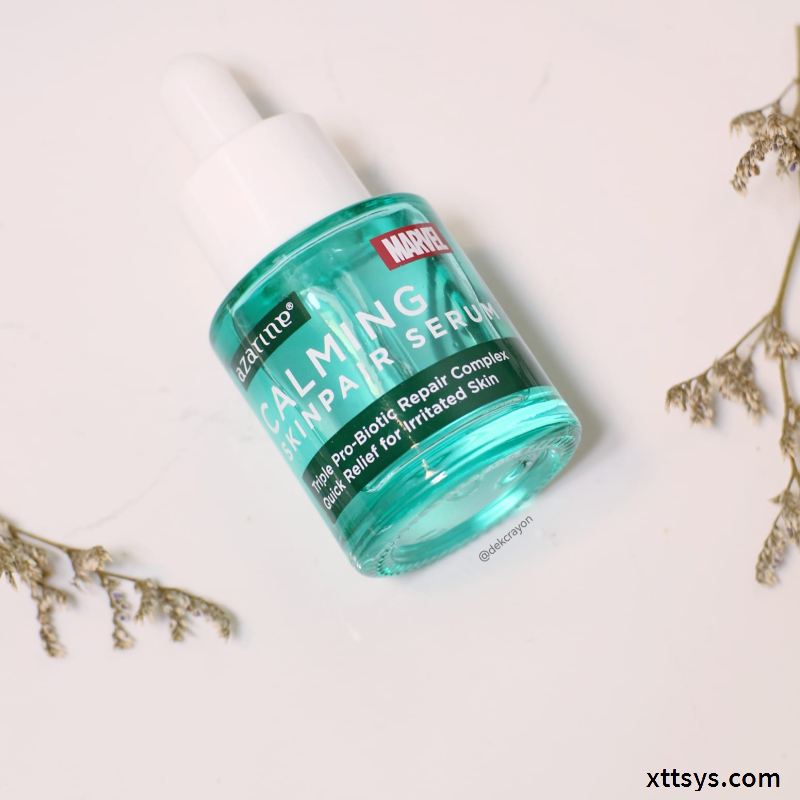 MARVEL
azarine®
CALMING
SKINPAIR SERUM
Triple Pro-Biotic Repair Complex
Quick Relief for Irritated Skin
@dekcrayon
xttsys.com